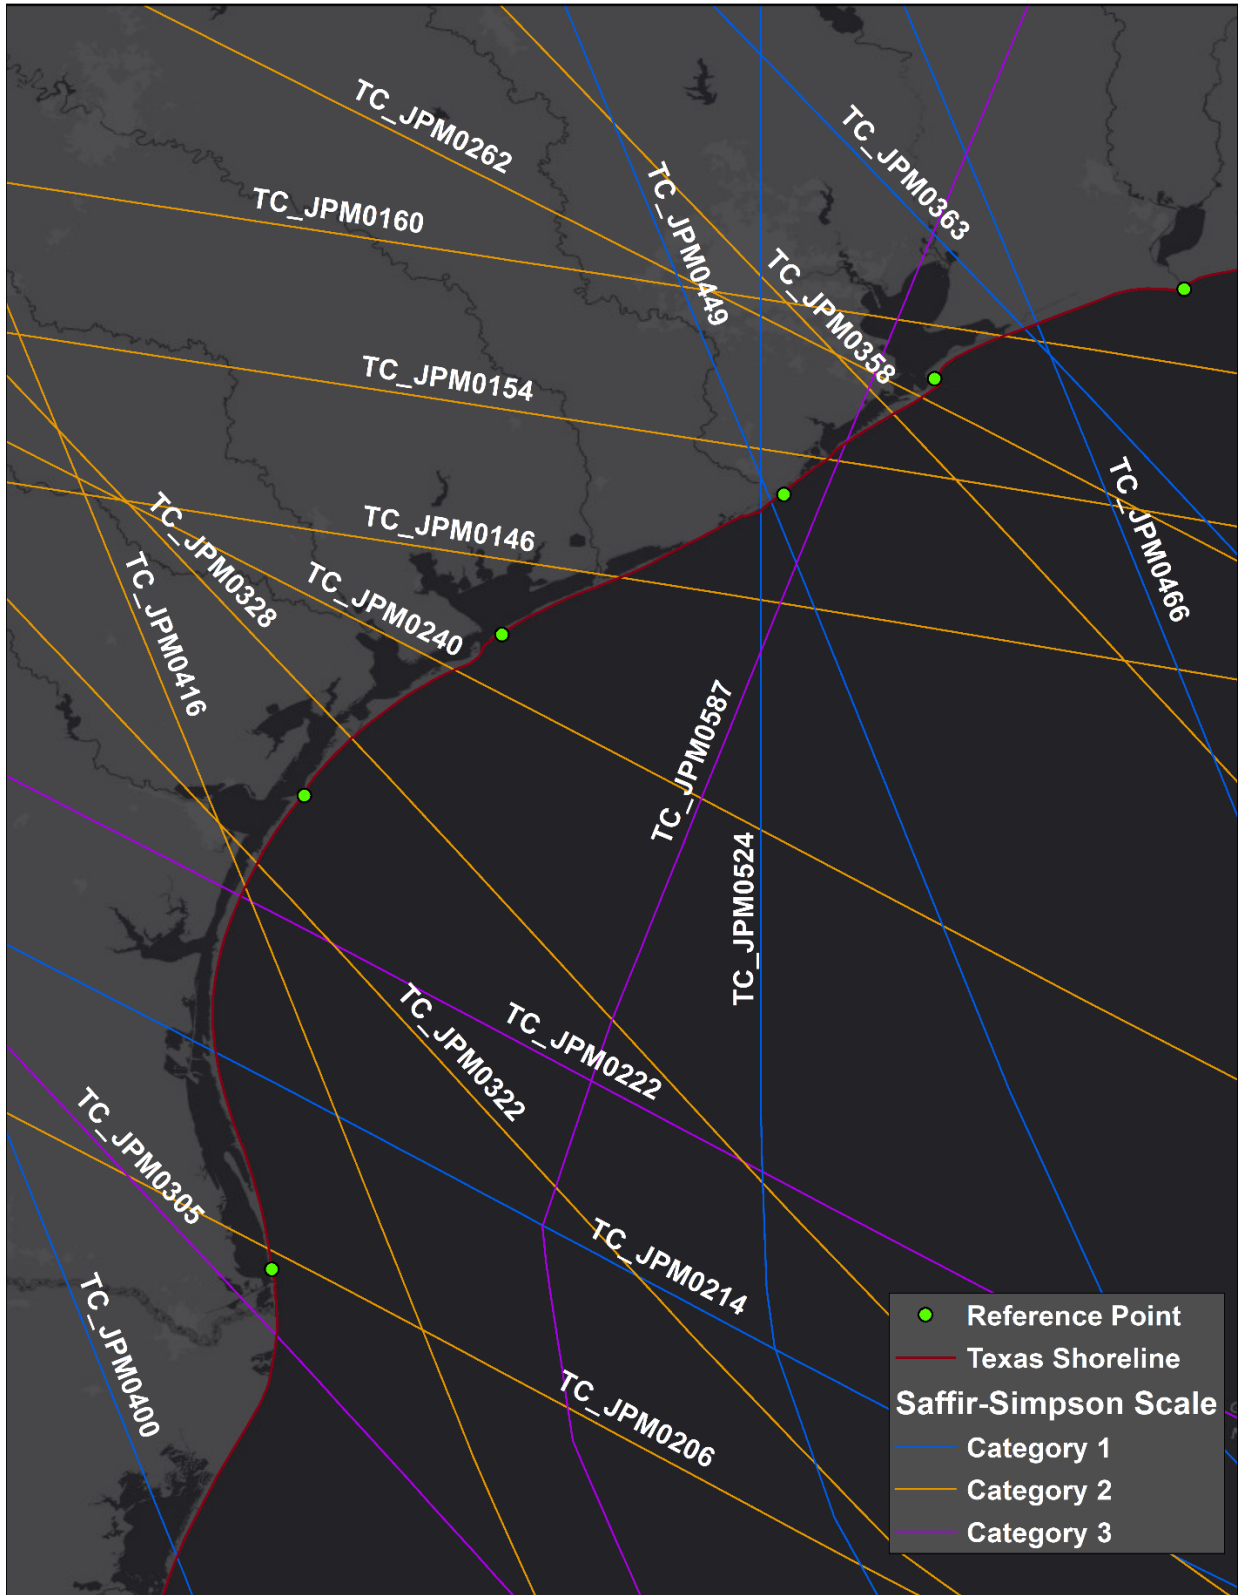 TC_JPM0262
TC_JPM0363
TC_JPM0160
TC_JPM0449
TC_JPM0358
TC_JPM0154
TC_JPM0466
TC_JPM0328
TC_JPM0146
TC_JPM0416
TC_JPM0240
TC_JPM0587
TC_JPM0524
TC_JPM0322
TC_JPM0222
TC_JPM0305
TC_JPM0214
TC_JPM0400
TC_JPM0206
Reference Point
Texas Shoreline
Saffir-Simpson Scale
Category 1
Category 2
Category 3